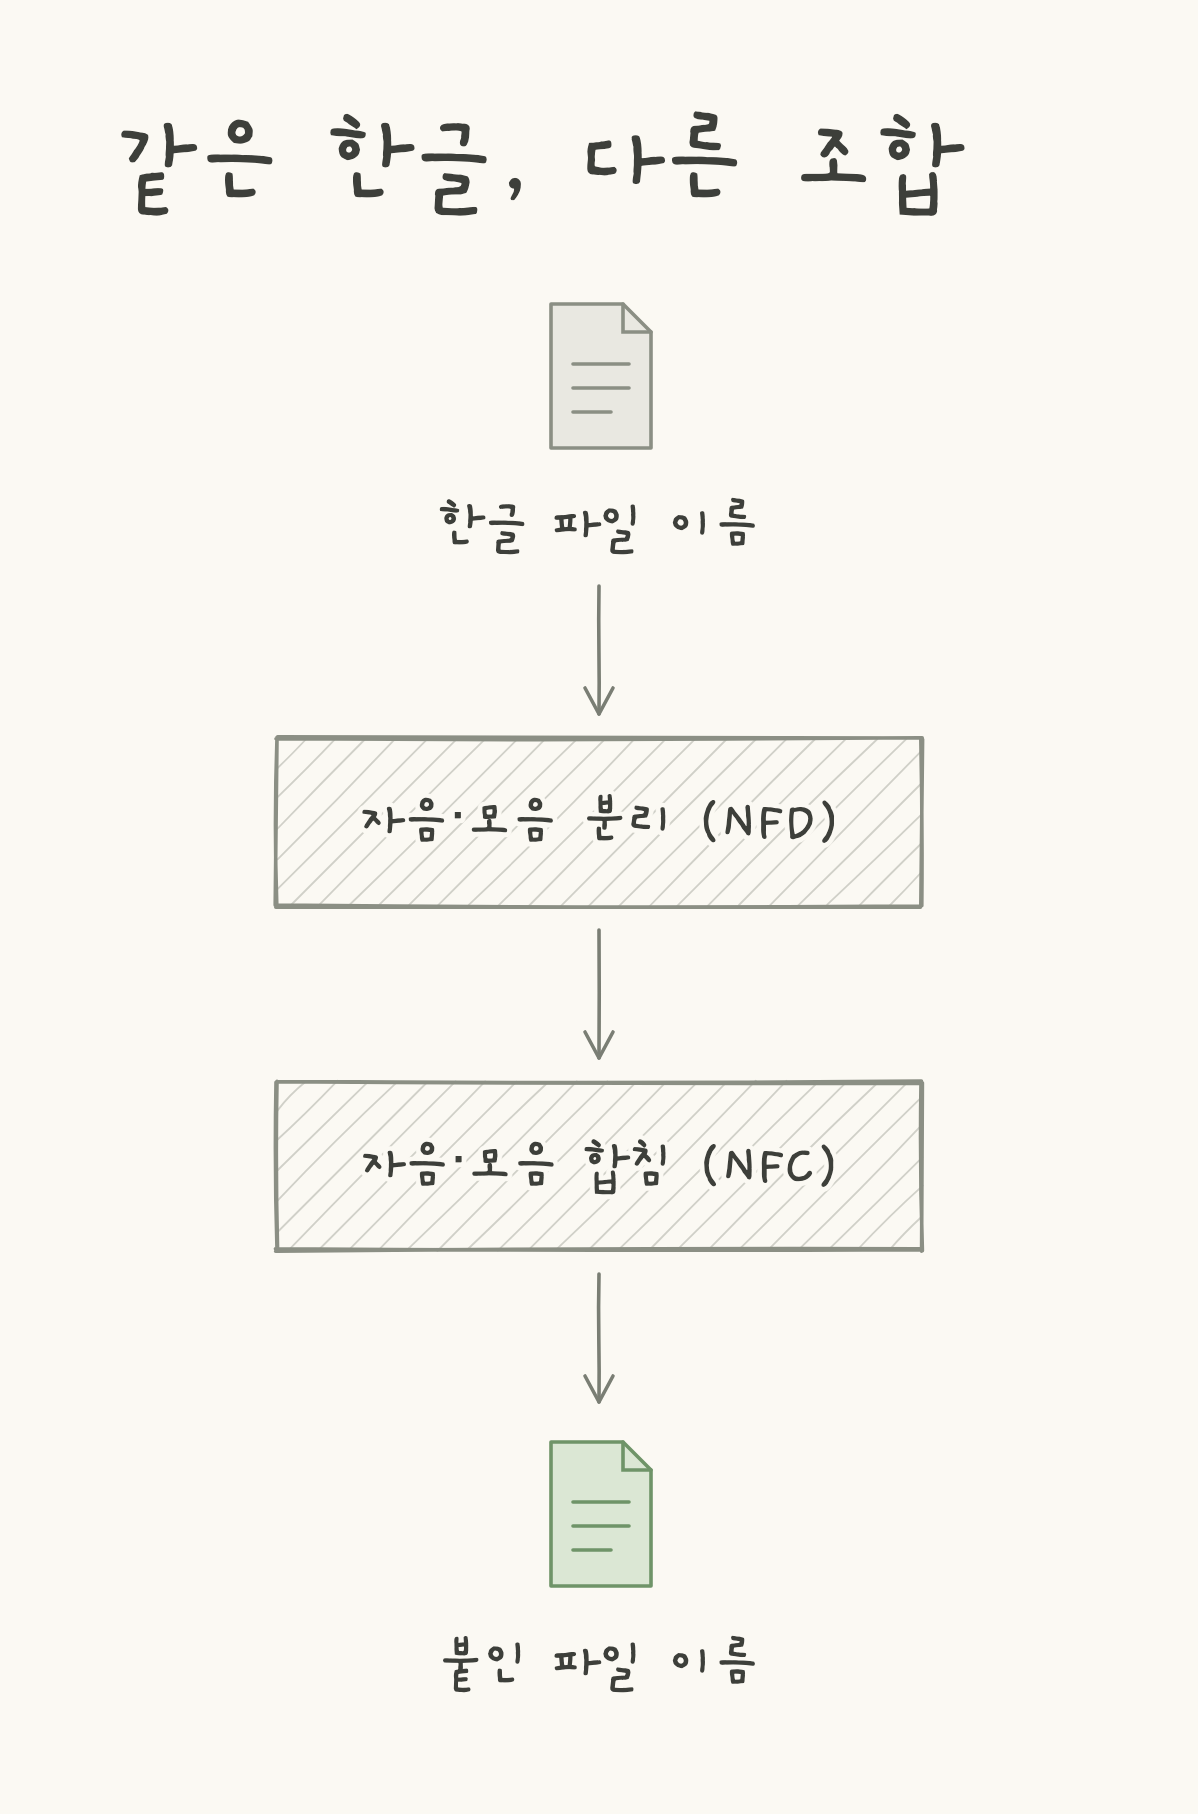 같은 한글, 다른 조합
한글 파일 이름
자음·모음 분리 (NFD)
자음·모음 합침 (NFC)
붙인 파일 이름